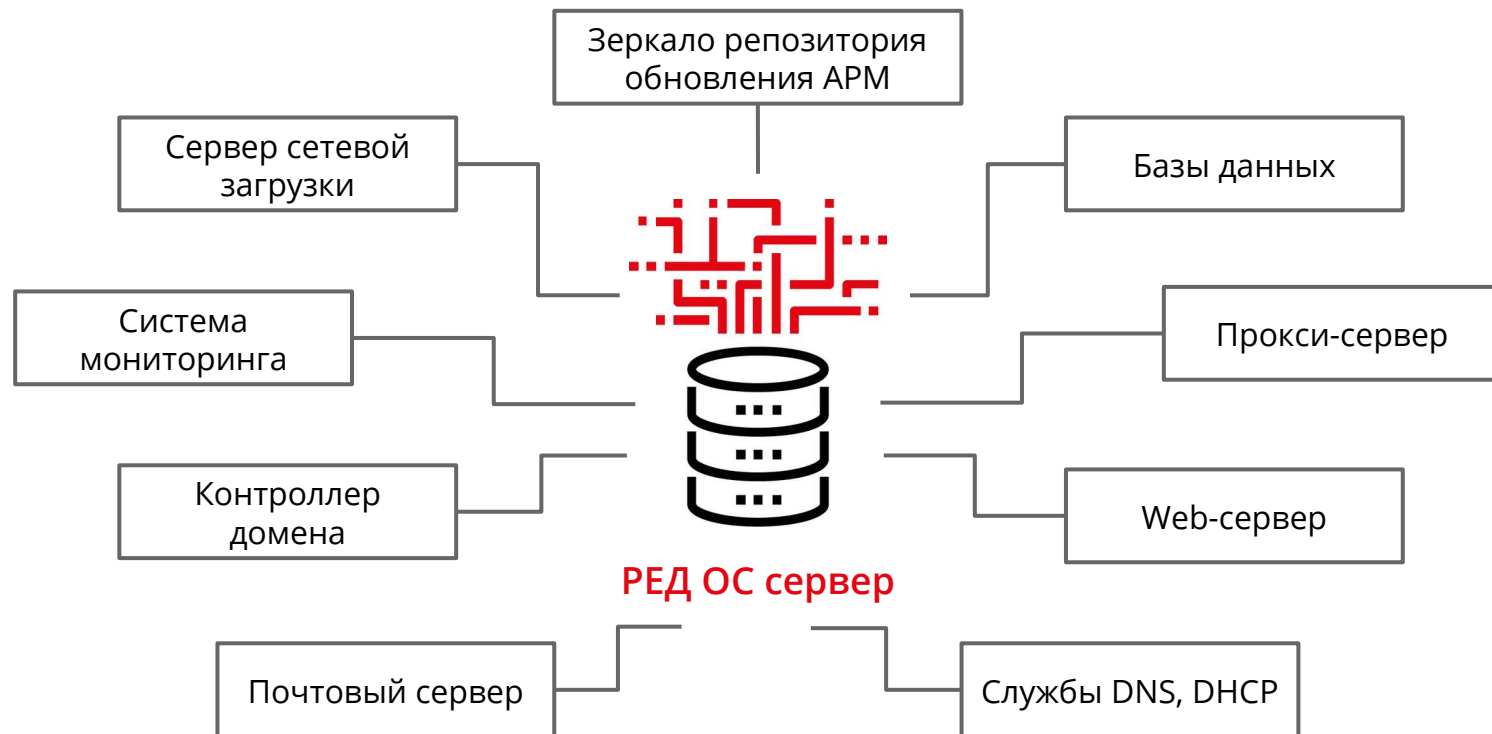 Зеркало репозитория
обновления АРМ
Сервер сетевой
загрузки
Базы данных
Система
мониторинга
Прокси-сервер
Контроллер
домена
Web-сервер
РЕД ОС сервер
Почтовый сервер
Службы DNS, DHCP